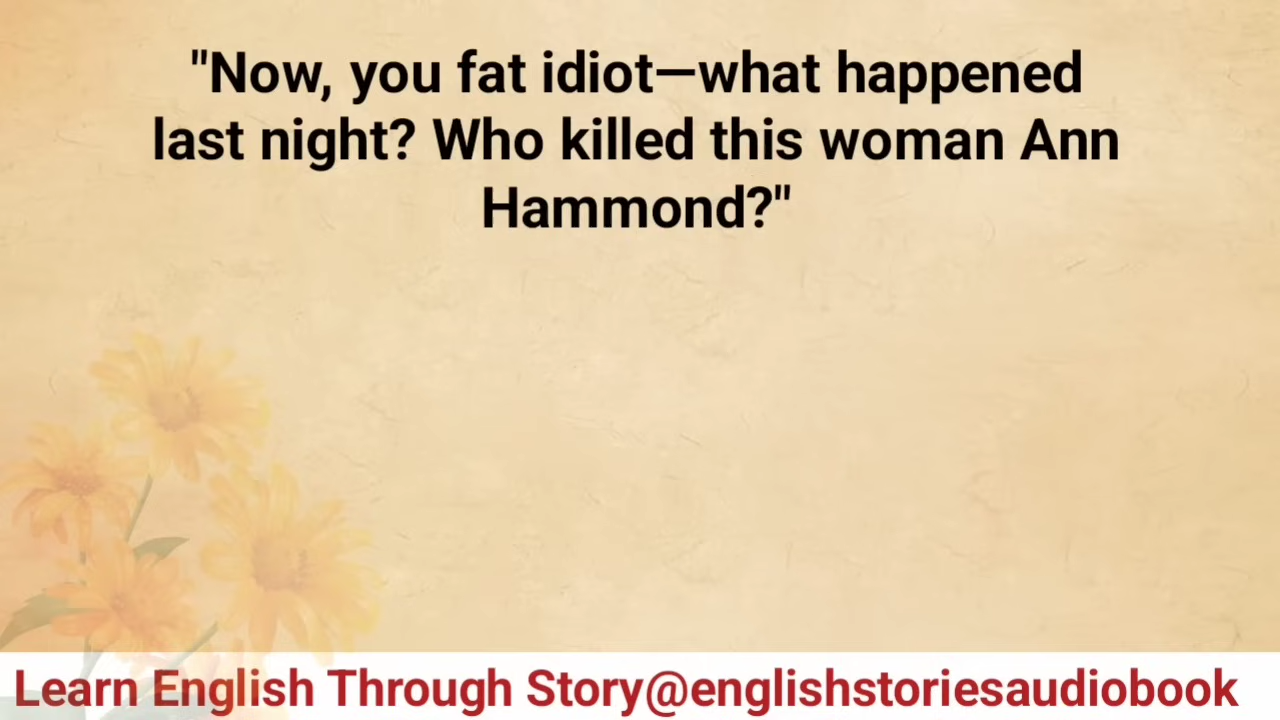 "Now, you fat idiot—what happened
last night? Who killed this woman Ann
Hammond?"
Learn English Through Story@englishstoriesaudiobook